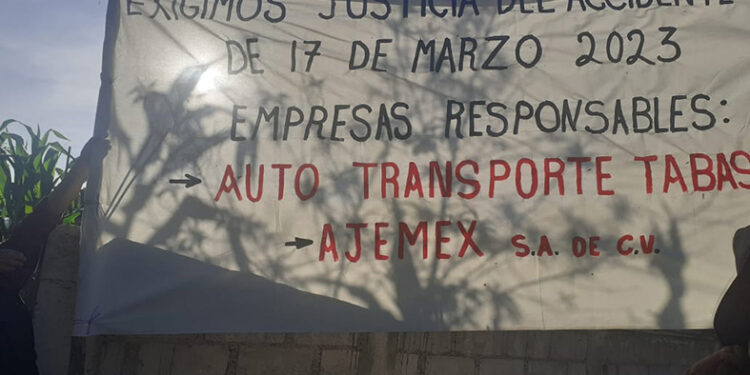 EXIGIMOS JUSTICIA DEL ACCIDENTE
DE 17 DE MARZO 2023
EMPRESAS RESPONSABLES:
→ AUTO TRANSPORTE TABAS
→ AJEMEX S.A. DE C.V.